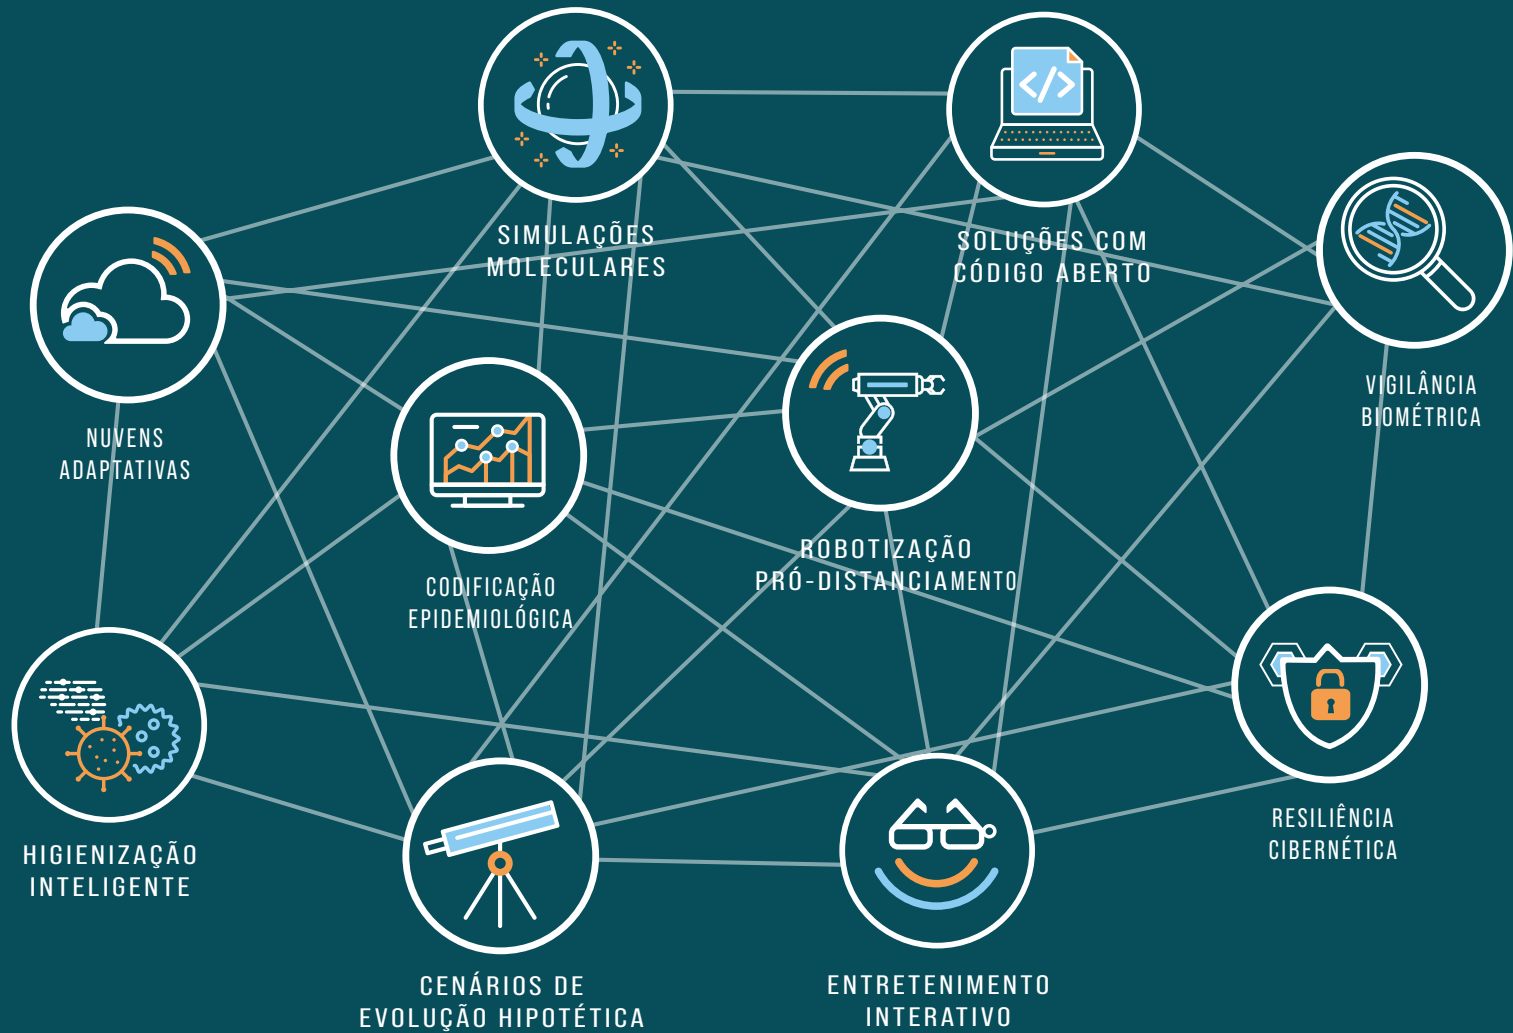 SIMULAÇÕES
MOLECULARES
SOLUÇÕES COM
CÓDIGO ABERTO
</>
VIGILÂNCIA
BIOMÉTRICA
NUVENS
ADAPTATIVAS
ROBOTIZAÇÃO
PRÓ-DISTANCIAMENTO
CODIFICAÇÃO
EPIDEMIOLÓGICA
RESILIÊNCIA
CIBERNÉTICA
HIGIENIZAÇÃO
INTELIGENTE
CENÁRIOS DE
EVOLUÇÃO HIPOTÉTICA
ENTRETENIMENTO
INTERATIVO